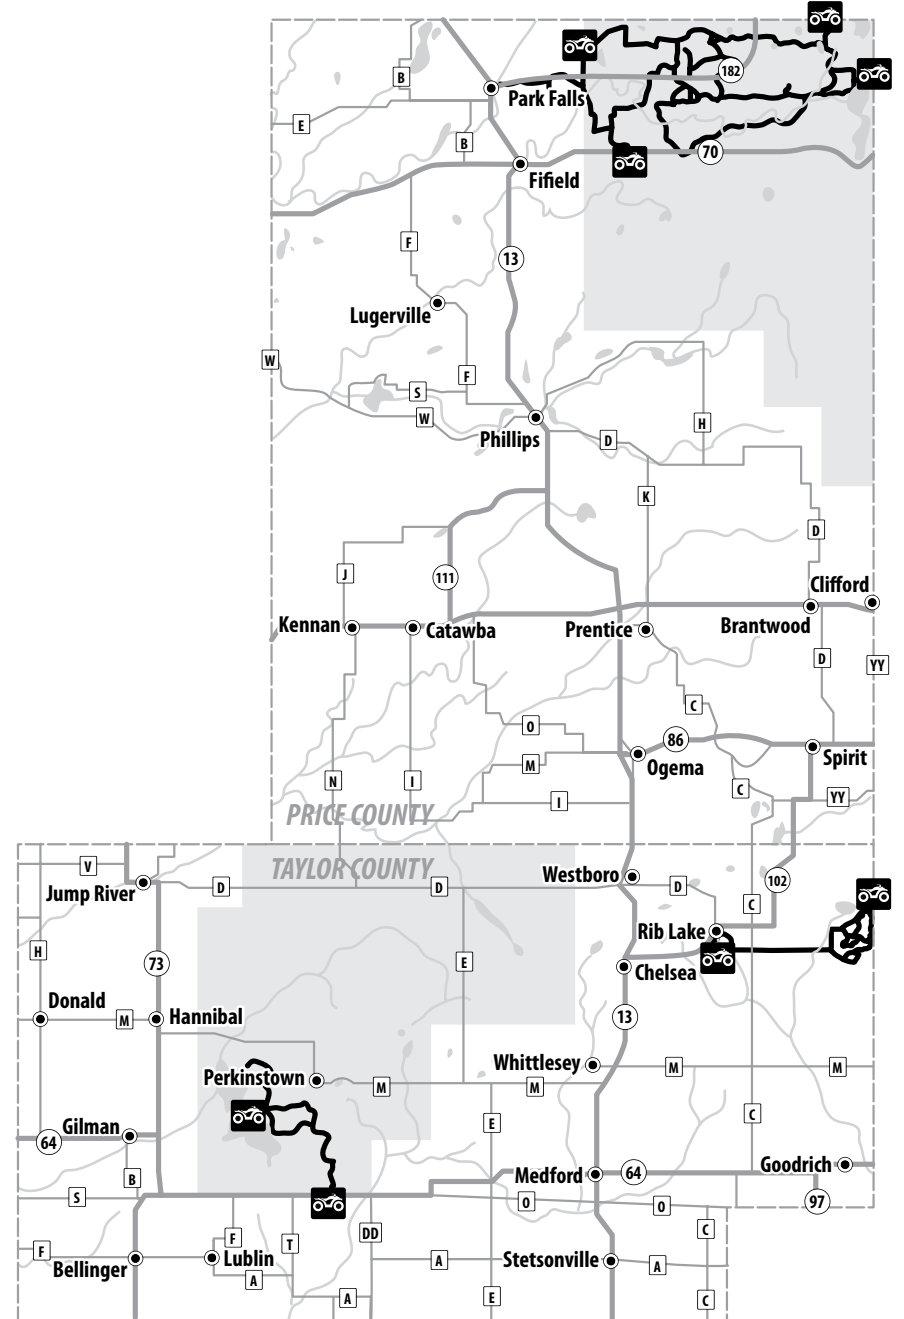 B
182
Park Falls
E
B
70
Fifield
F
13
Lugerville
W
F
S
W
H
Phillips
D
K
D
J
111
Clifford
Kennan
Catawba
Prentice
Brantwood
D
YY
C
O
86
Ogema
Spirit
M
N
I
C
I
YY
PRICE COUNTY
V
TAYLOR COUNTY
Westboro
102
Jump River
D
D
D
C
Rib Lake
H
73
E
Chelsea
Donald
M
Hannibal
13
Whittlesey
M
M
Perkinstown
M
M
E
C
Gilman
64
B
Medford
64
Goodrich
S
O
O
97
F
T
DD
C
F
Bellinger
Lublin
A
A
Stetsonville
A
A
E
C